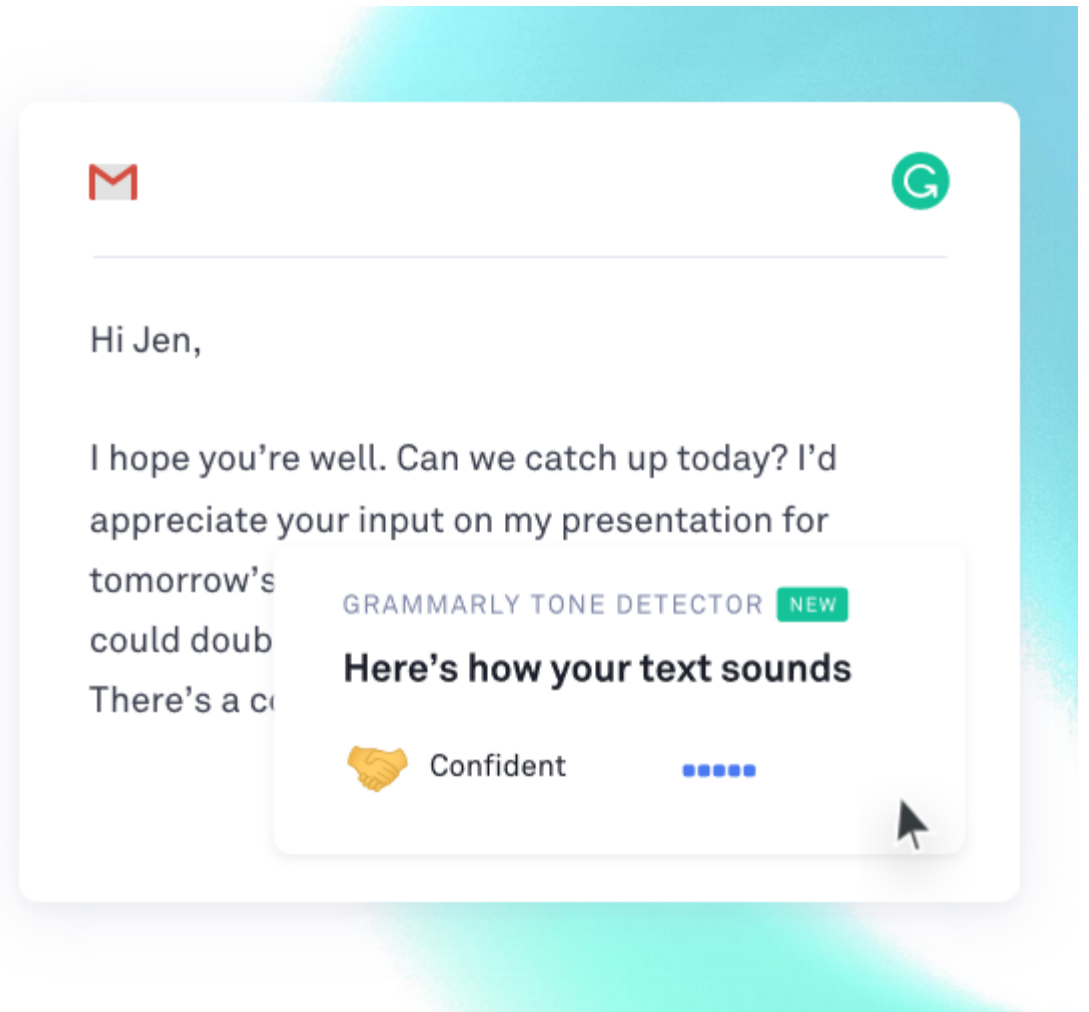 Hi Jen,
I hope you’re well. Can we catch up today? I’d
appreciate your input on my presentation for
tomorrow’s
could
There’s a
GRAMMARLY TONE DETECTOR NEW
Here’s how your text sounds
Confident